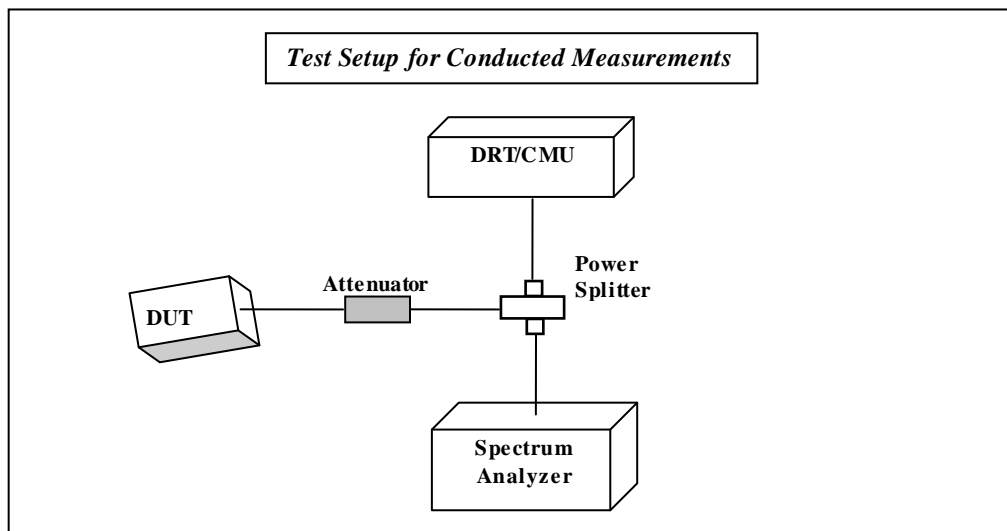 Test Setup for Conducted Measurements
DRT/CMU
Power
Splitter
Attenuator
DUT
Spectrum
Analyzer